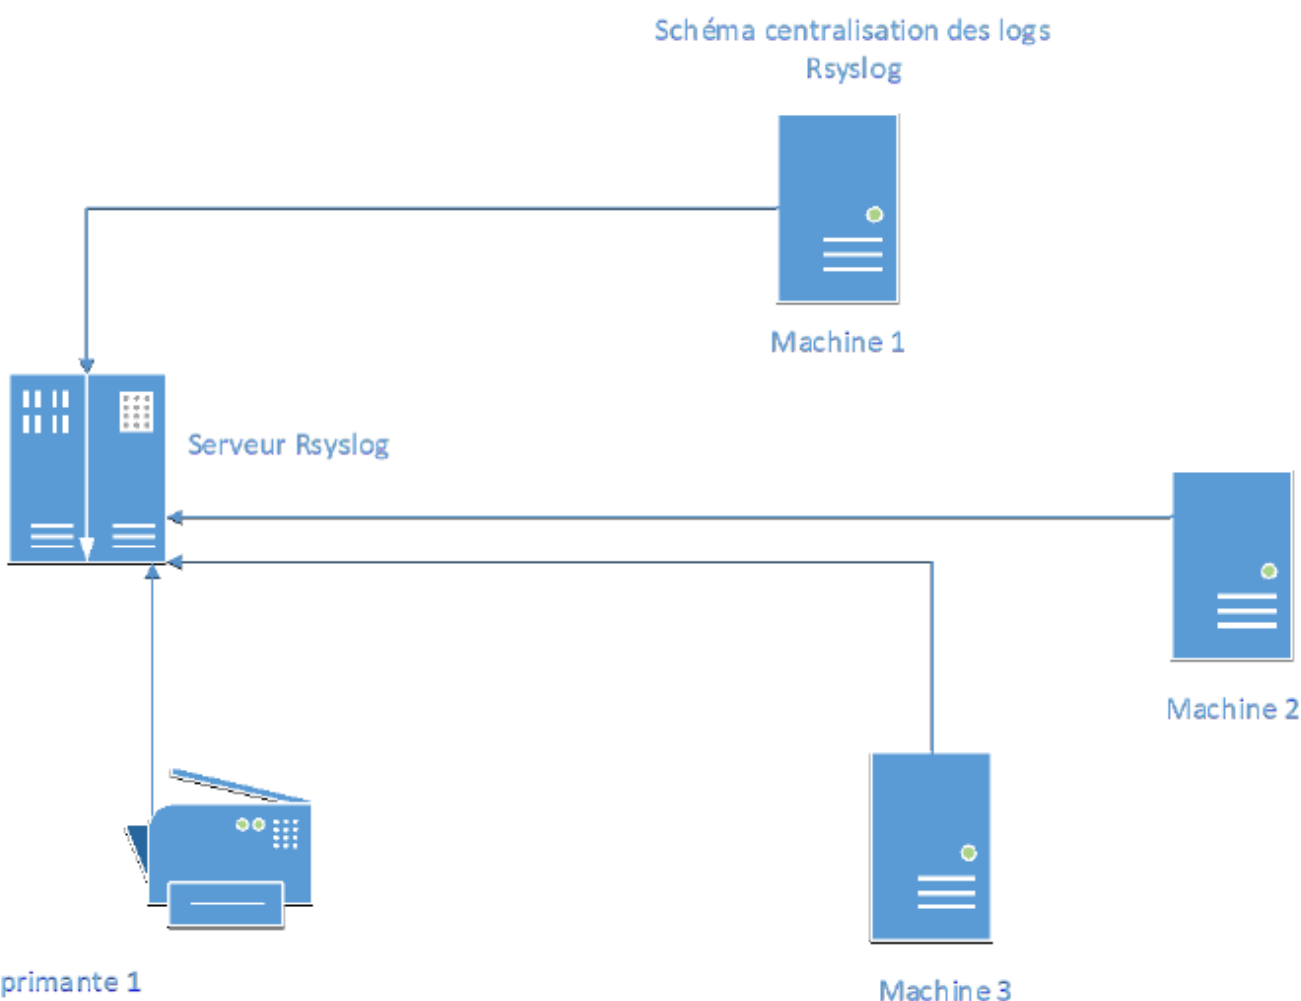 Schéma centralisation des logs
Rsyslog
Machine 1
Serveur Rsyslog
Machine 2
primante 1
Machine 3